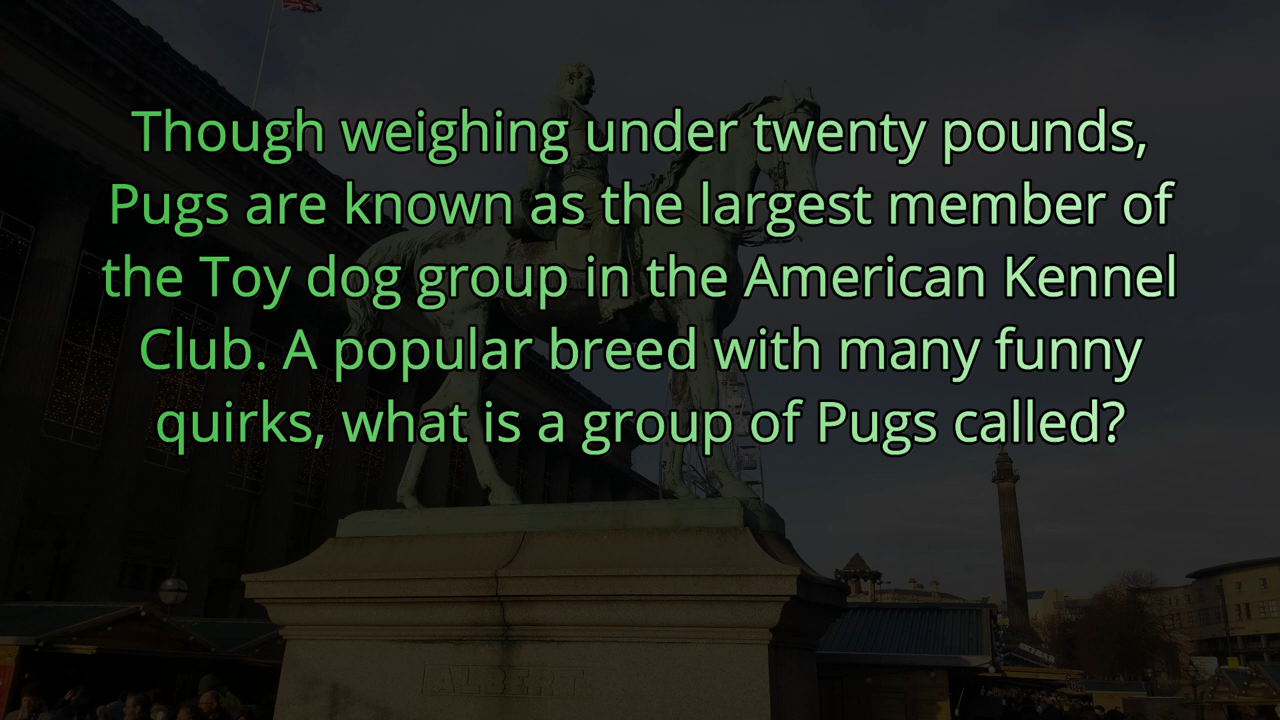 Though weighing under twenty pounds,
Pugs are known as the largest member of
the Toy dog group in the American Kennel
Club. A popular breed with many funny
quirks, what is a group of Pugs called?
ALBERT